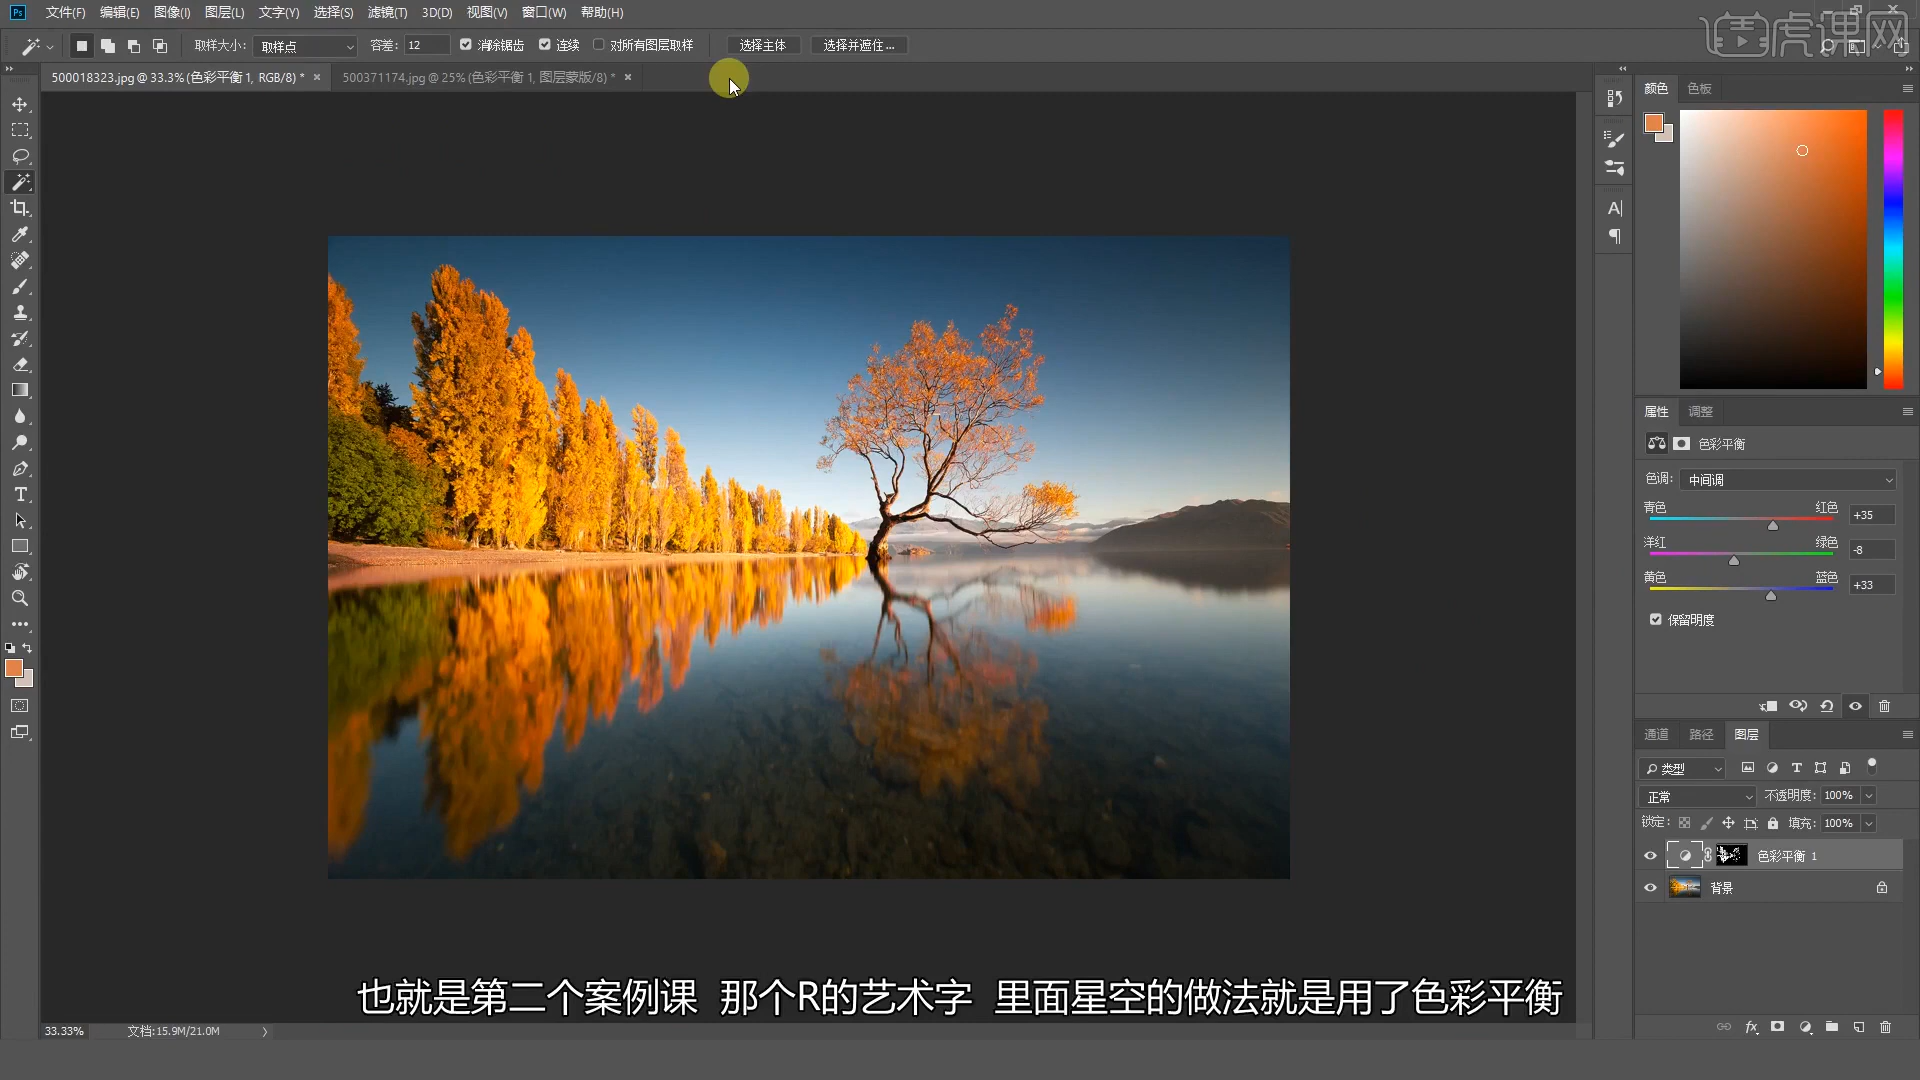 Ps 文件(F) 编辑(E) 图像(I) 图层(L) 文字(Y) 选择(S) 滤镜(T) 3D(D) 视图(V) 窗口(W) 帮助(H)
虎课网
取样大小: 取样点 容差: 12 消除锯齿 连续 对所有图层取样 选择主体 选择并遮住...
500018323.jpg @ 33.3% (色彩平衡 1, RGB/8) * × 500371174.jpg @ 25% (色彩平衡 1, 图层蒙版/8) * ×
颜色 色板
属性 调整
色彩平衡
色调: 中间调
青色 红色 +35
洋红 绿色 -8
黄色 蓝色 +33
保留明度
通道 路径 图层
类型
正常 不透明度: 100%
锁定: 填充: 100%
色彩平衡 1
背景
也就是第二个案例课 那个R的艺术字 里面星空的做法就是用了色彩平衡
33.33% 文档:15.9M/21.0M